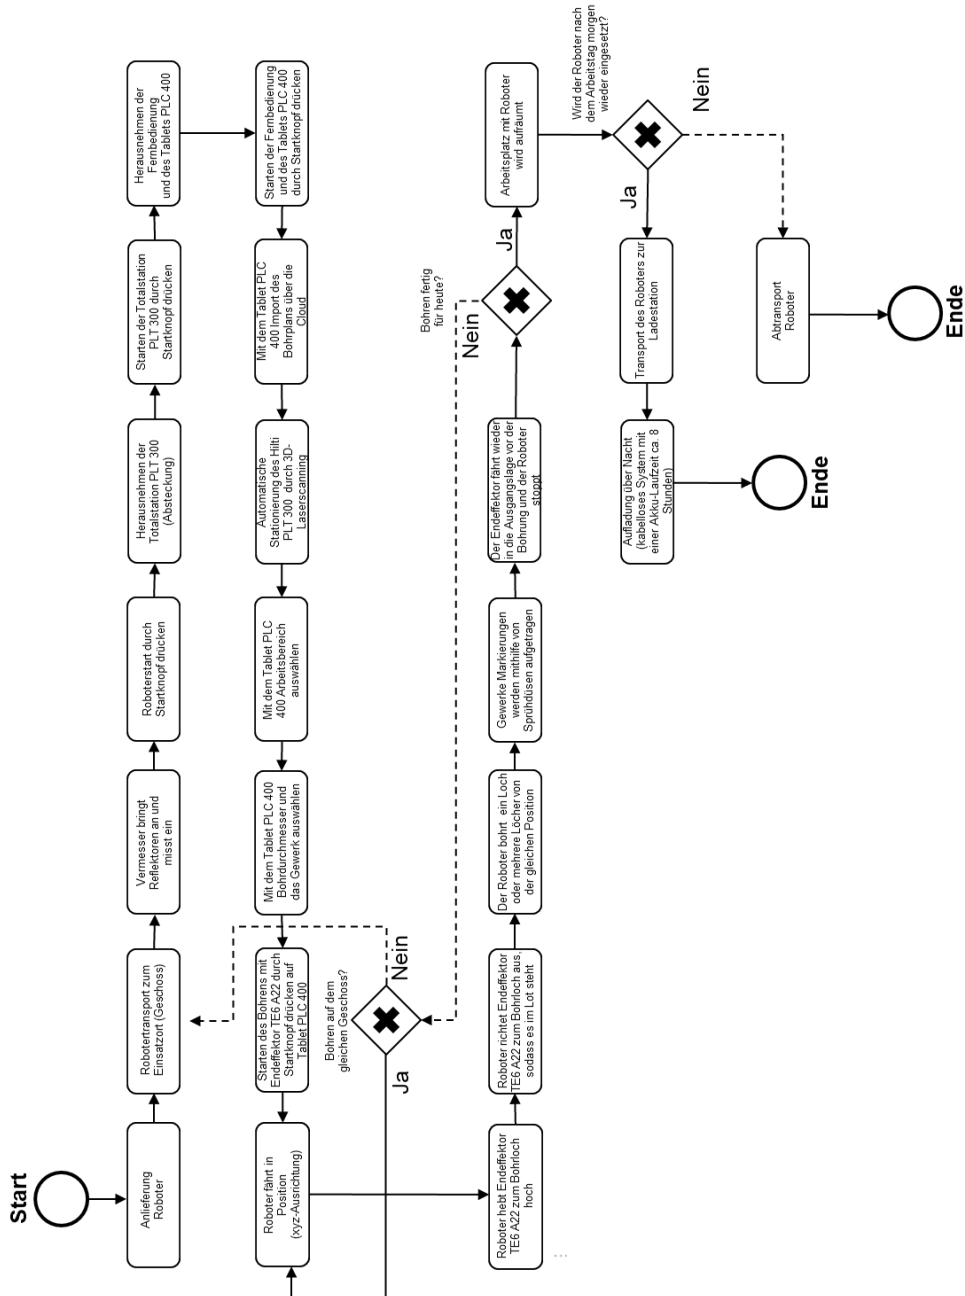 Start
Anlieferung
Roboter
Robotertransport zum
Einsatzort (Geschoss)
Vermesser bringt
Reflektoren an und
misst ein
Roboterstart durch
Startknopf drücken
Herausnehmen der
Totalstation PLT 300
(Absteckung)
Starten der Totalstation
PLT 300 durch
Startknopf drücken
Herausnehmen der
Fernbedienung
und des Tablets PLC 400
Starten der Fernbedienung
und des Tablets PLC 400
durch Startknopf drücken
Mit dem Tablet PLC
400 Import des
Bohrplans über die
Cloud
Automatische
Stationierung des Hilti
PLT 300 durch 3D-
Laserscanning
Mit dem Tablet PLC
400 Arbeitsbereich
auswählen
Mit dem Tablet PLC 400
Bohrdurchmesser und
das Gewerk auswählen
Starten des Bohrens mit
Endeffektor TE6 A22 durch
Startknopf drücken auf
Tablet PLC 400
Roboter fährt in
Position
(xyz-Ausrichtung)
Bohren auf dem
gleichen Geschoss?
Nein
Ja
Roboter hebt Endeffektor
TE6 A22 zum Bohrloch
hoch
Roboter richtet Endeffektor
TE6 A22 zum Bohrloch aus,
sodass es im Lot steht
Der Roboter bohrt ein Loch
oder mehrere Löcher von
der gleichen Position
Gewerke Markierungen
werden mithilfe von
Sprühdüsen aufgetragen
Der Endeffektor fährt wieder
in die Ausgangslage vor der
Bohrung und der Roboter
stoppt
Bohren fertig
für heute?
Nein
Ja
Arbeitsplatz mit Roboter
wird aufräumt
Wird der Roboter nach
dem Arbeitstag morgen
wieder eingesetzt?
Nein
Ja
Transport des Roboters zur
Ladestation
Aufladung über Nacht
(kabelloses System mit
einer Akku-Laufzeit ca. 8
Stunden)
Ende
Abtransport
Roboter
Ende
...